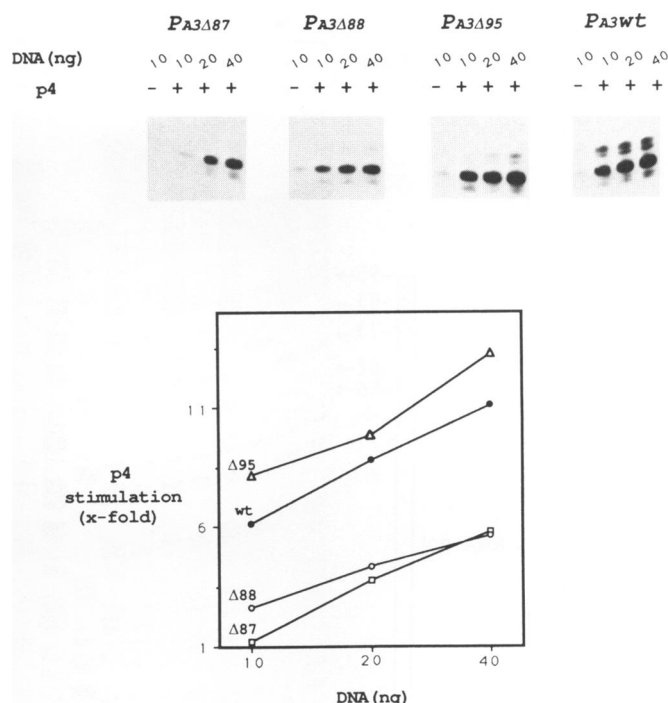 PA3Δ87 PA3Δ88 PA3Δ95 PA3wt
DNA(ng) 10 10 20 40 10 10 20 40 10 10 20 40 10 10 20 40
p4 - + + + - + + + - + + + - + + +
11
Δ95
p4
stimulation
(x-fold)
wt
6
Δ88
Δ87
1
10 20 40
DNA(ng)